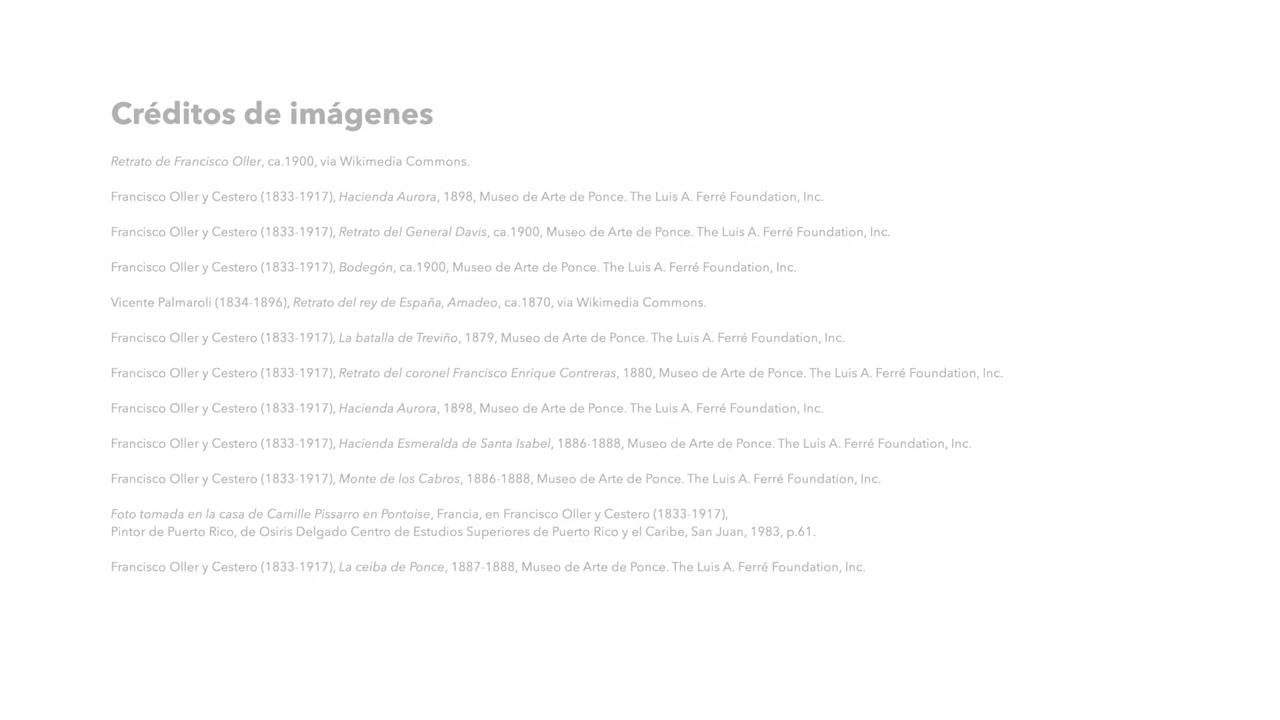 Créditos de imágenes
Retrato de Francisco Oller, ca.1900, via Wikimedia Commons.
Francisco Oller y Cestero (1833-1917), Hacienda Aurora, 1898, Museo de Arte de Ponce. The Luis A. Ferré Foundation, Inc.
Francisco Oller y Cestero (1833-1917), Retrato del General Davis, ca.1900, Museo de Arte de Ponce. The Luis A. Ferré Foundation, Inc.
Francisco Oller y Cestero (1833-1917), Bodegón, ca.1900, Museo de Arte de Ponce. The Luis A. Ferré Foundation, Inc.
Vicente Palmaroli (1834-1896), Retrato del rey de España, Amadeo, ca.1870, via Wikimedia Commons.
Francisco Oller y Cestero (1833-1917), La batalla de Treviño, 1879, Museo de Arte de Ponce. The Luis A. Ferré Foundation, Inc.
Francisco Oller y Cestero (1833-1917), Retrato del coronel Francisco Enrique Contreras, 1880, Museo de Arte de Ponce. The Luis A. Ferré Foundation, Inc.
Francisco Oller y Cestero (1833-1917), Hacienda Aurora, 1898, Museo de Arte de Ponce. The Luis A. Ferré Foundation, Inc.
Francisco Oller y Cestero (1833-1917), Hacienda Esmeralda de Santa Isabel, 1886-1888, Museo de Arte de Ponce. The Luis A. Ferré Foundation, Inc.
Francisco Oller y Cestero (1833-1917), Monte de los Cabros, 1886-1888, Museo de Arte de Ponce. The Luis A. Ferré Foundation, Inc.
Foto tomada en la casa de Camille Pissarro en Pontoise, Francia, en Francisco Oller y Cestero (1833-1917),
Pintor de Puerto Rico, de Osiris Delgado Centro de Estudios Superiores de Puerto Rico y el Caribe, San Juan, 1983, p.61.
Francisco Oller y Cestero (1833-1917), La ceiba de Ponce, 1887-1888, Museo de Arte de Ponce. The Luis A. Ferré Foundation, Inc.